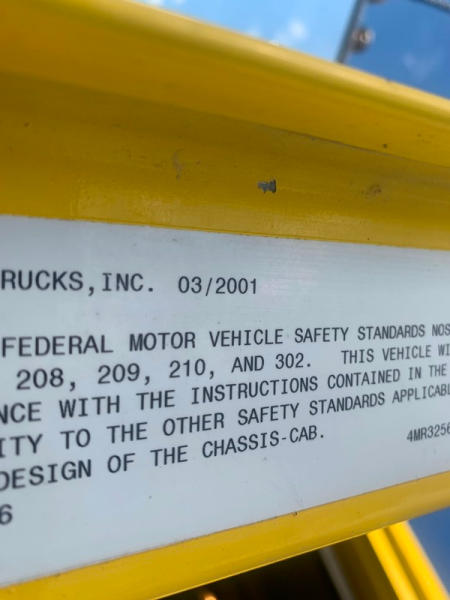 RUCKS,INC. 03/2001
FEDERAL MOTOR VEHICLE SAFETY STANDARDS NOS
208, 209, 210, AND 302. THIS VEHICLE WI
NCE WITH THE INSTRUCTIONS CONTAINED IN THE
ITY TO THE OTHER SAFETY STANDARDS APPLICABL
DESIGN OF THE CHASSIS-CAB.
4MR3256
6